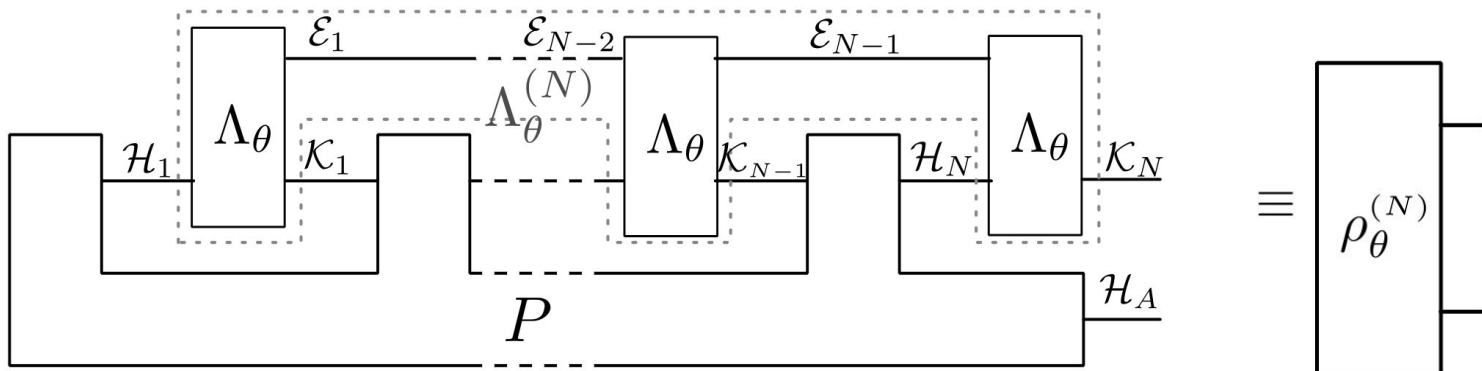 ℰ₁ ℰ_{N−2} ℰ_{N−1}
Λ_θ^{(N)}
Λ_θ Λ_θ Λ_θ
ℋ₁ 𝒦₁ 𝒦_{N−1} ℋ_N 𝒦_N
≡ ρ_θ^{(N)}
P ℋ_A